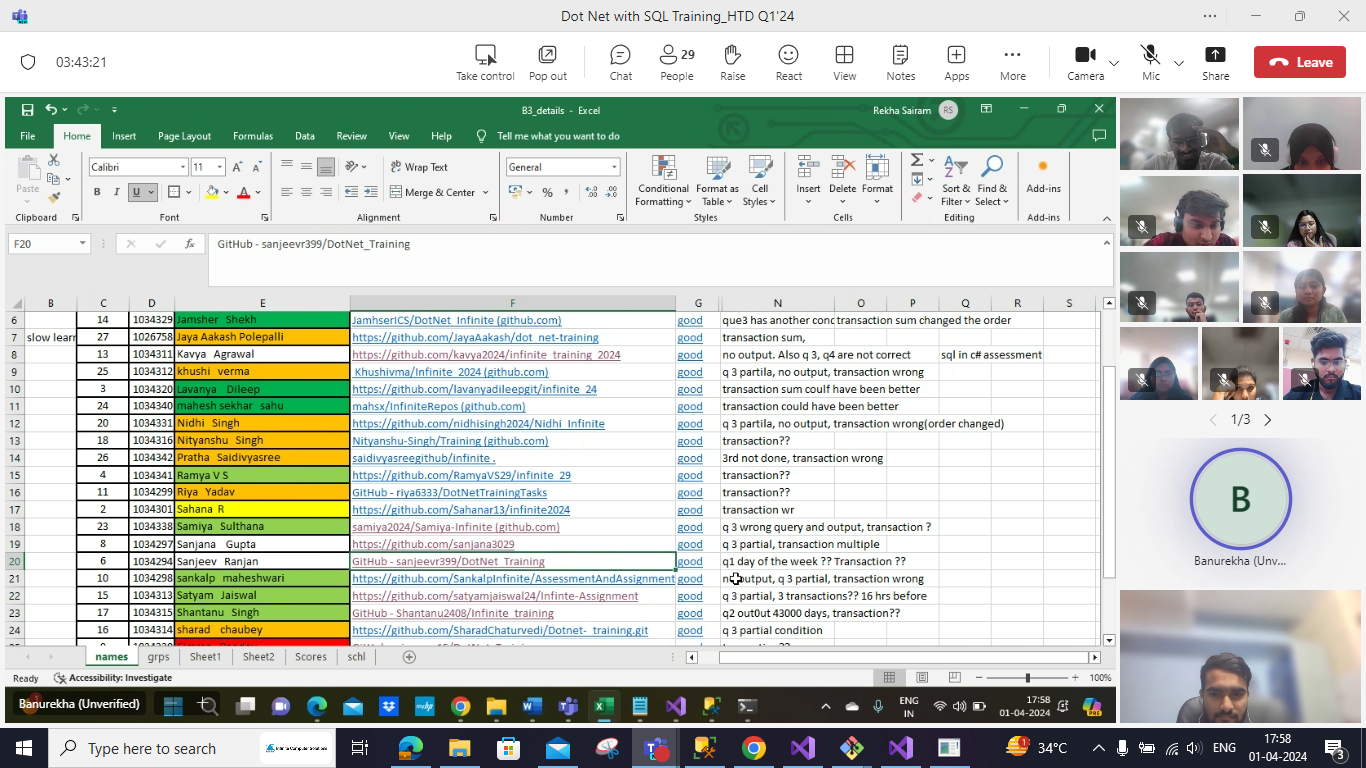 Dot Net with SQL Training_HTD Q1'24
03:43:21
Take control
Pop out
Chat
29
People
Raise
React
View
Notes
Apps
More
Camera
Mic
Share
Leave
B3_details - Excel
Rekha Sairam
RS
File Home Insert Page Layout Formulas Data Review View Help Tell me what you want to do
Paste
Calibri 11
B I U
Wrap Text
Merge & Center
General
Conditional Formatting
Format as Table
Cell Styles
Insert Delete Format
Sort & Filter
Find & Select
Add-ins
Clipboard Font Alignment Number Styles Cells Editing Add-ins
F20
fx
GitHub - sanjeevr399/DotNet_Training
B C D E F G N O P Q R S
6 14 1034329 Jamsher Shekh JamhserICS/DotNet_Infinite (github.com) good que3 has another conc transaction sum changed the order
7 slow learr 27 1026758 Jaya Aakash Polepalli https://github.com/JayaAakash/dot_net-training good transaction sum,
8 13 1034311 Kavya Agrawal https://github.com/kavya2024/infinite_training_2024 good no output. Also q 3, q4 are not correct sql in c# assessment
9 25 1034312 khushi verma Khushivma/Infinite_2024 (github.com) good q 3 partila, no output, transaction wrong
10 3 1034320 Lavanya Dileep https://github.com/lavanyadileepgit/infinite_24 good transaction sum coulf have been better
11 24 1034340 mahesh sekhar sahu mahsx/InfiniteRepos (github.com) good transaction could have been better
12 20 1034331 Nidhi Singh https://github.com/nidhisingh2024/Nidhi_Infinite good q 3 partila, no output, transaction wrong(order changed)
13 18 1034316 Nityanshu Singh Nityanshu-Singh/Training (github.com) good transaction??
14 26 1034342 Pratha Saidivyasree saidivyasreegithub/infinite . good 3rd not done, transaction wrong
15 4 1034341 Ramya V S https://github.com/RamyaVS29/infinite_29 good transaction??
16 11 1034299 Riya Yadav GitHub - riya6333/DotNetTrainingTasks good transaction??
17 2 1034301 Sahana R https://github.com/Sahanar13/infinite2024 good transaction wr
18 23 1034338 Samiya Sulthana samiya2024/Samiya-Infinite (github.com) good q 3 wrong query and output, transaction ?
19 8 1034297 Sanjana Gupta https://github.com/sanjana3029 good q 3 partial, transaction multiple
20 6 1034294 Sanjeev Ranjan GitHub - sanjeevr399/DotNet_Training good q1 day of the week ?? Transaction ??
21 10 1034298 sankalp maheshwari https://github.com/SankalpInfinite/AssessmentAndAssignment good no output, q 3 partial, transaction wrong
22 15 1034313 Satyam Jaiswal https://github.com/satyamjaiswal24/Infinte-Assignment good q 3 partial, 3 transactions?? 16 hrs before
23 17 1034315 Shantanu Singh GitHub - Shantanu2408/Infinite_training good q2 out0ut 43000 days, transaction??
24 16 1034314 sharad chaubey https://github.com/SharadChaturvedi/Dotnet-_training.git good q 3 partial condition
names grps Sheet1 Sheet2 Scores schl
Ready Accessibility: Investigate
100%
Banurekha (Unverified)
ENG
IN
17:58
01-04-2024
1/3
B
Banurekha (Unv...
Type here to search
Infinite Computer Solutions
34°C
ENG
17:58
01-04-2024
3